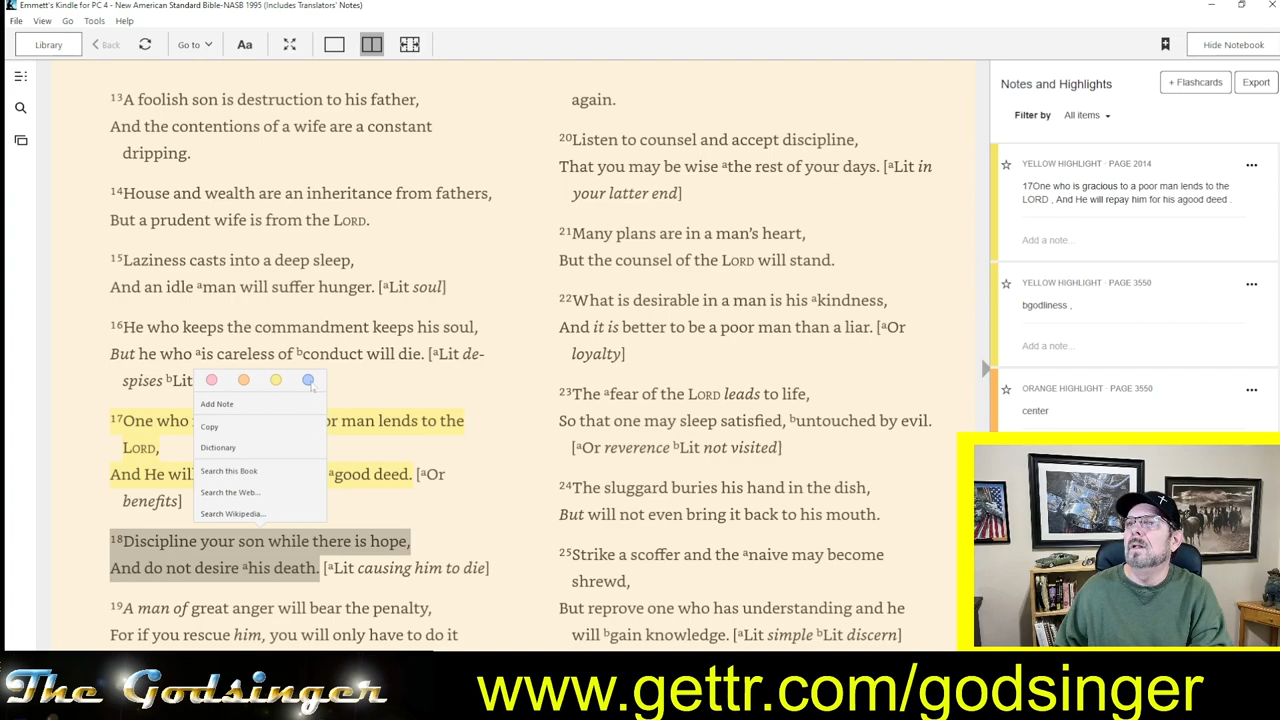 Emmett's Kindle for PC 4 - New American Standard Bible-NASB 1995 (Includes Translators' Notes)
File View Go Tools Help
Library Back Go to Aa Hide Notebook
13A foolish son is destruction to his father,
And the contentions of a wife are a constant
dripping.
14House and wealth are an inheritance from fathers,
But a prudent wife is from the LORD.
15Laziness casts into a deep sleep,
And an idle aman will suffer hunger. [aLit soul]
16He who keeps the commandment keeps his soul,
But he who ais careless of bconduct will die. [aLit de-
spises bLit
17One who or man lends to the
LORD,
And He wil agood deed. [aOr
benefits]
18Discipline your son while there is hope,
And do not desire ahis death. [aLit causing him to die]
19A man of great anger will bear the penalty,
For if you rescue him, you will only have to do it
Add Note
Copy
Dictionary
Search this Book
Search the Web...
Search Wikipedia...
again.
20Listen to counsel and accept discipline,
That you may be wise athe rest of your days. [aLit in
your latter end]
21Many plans are in a man's heart,
But the counsel of the LORD will stand.
22What is desirable in a man is his akindness,
And it is better to be a poor man than a liar. [aOr
loyalty]
23The afear of the LORD leads to life,
So that one may sleep satisfied, buntouched by evil.
[aOr reverence bLit not visited]
24The sluggard buries his hand in the dish,
But will not even bring it back to his mouth.
25Strike a scoffer and the anaive may become
shrewd,
But reprove one who has understanding and he
will bgain knowledge. [aLit simple bLit discern]
Notes and Highlights + Flashcards Export
Filter by All items
YELLOW HIGHLIGHT · PAGE 2014
17One who is gracious to a poor man lends to the
LORD , And He will repay him for his agood deed .
Add a note...
YELLOW HIGHLIGHT · PAGE 3550
bgodliness ,
Add a note...
ORANGE HIGHLIGHT · PAGE 3550
center
The Godsinger
www.gettr.com/godsinger